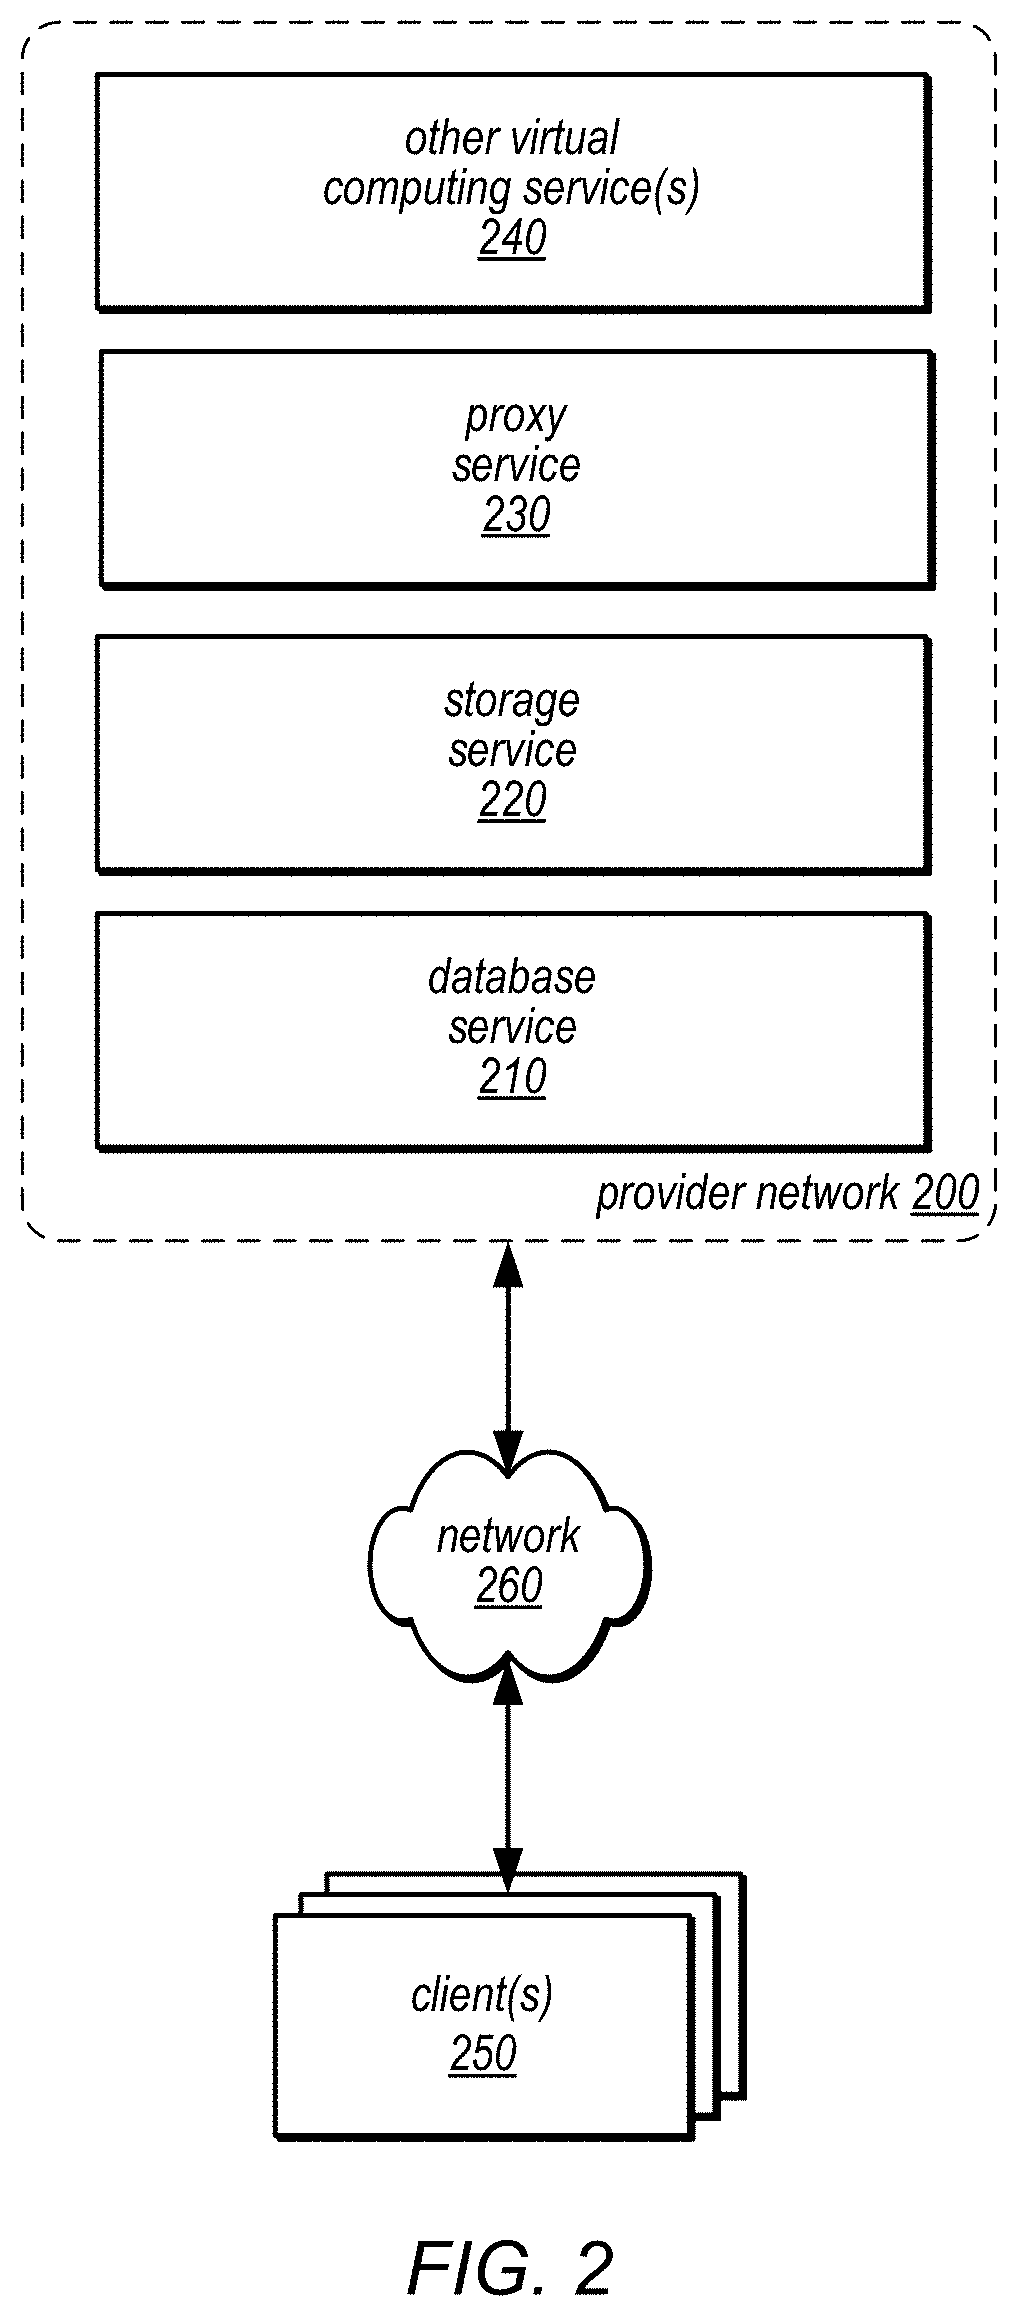 other virtual
computing service(s)
240
proxy
service
230
storage
service
220
database
service
210
provider network 200
network
260
client(s)
250
FIG. 2